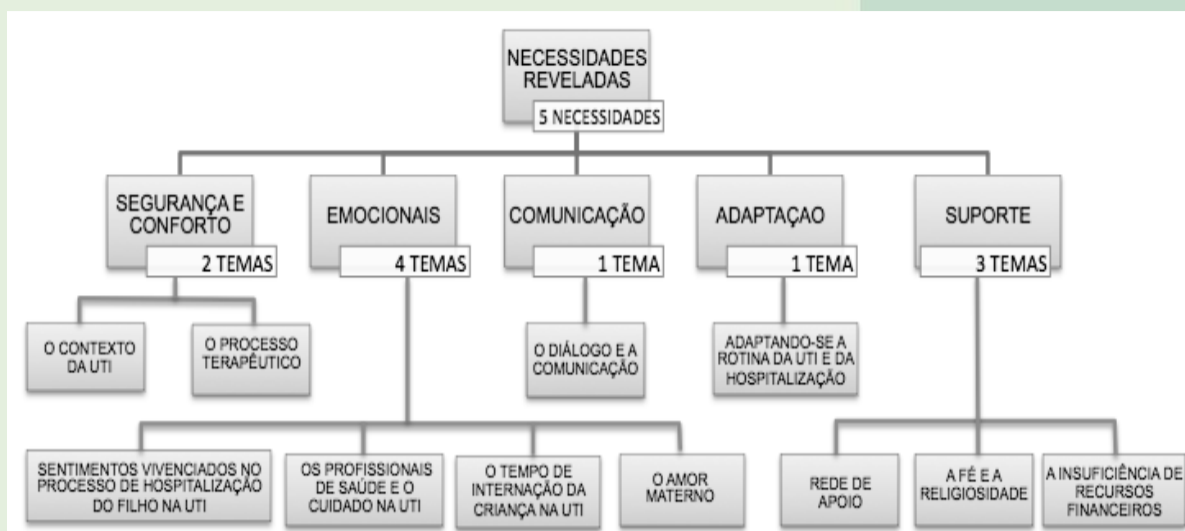 NECESSIDADES
REVELADAS
5 NECESSIDADES
SEGURANÇA E
CONFORTO
2 TEMAS
EMOCIONAIS
4 TEMAS
COMUNICAÇÃO
1 TEMA
ADAPTAÇAO
1 TEMA
SUPORTE
3 TEMAS
O CONTEXTO
DA UTI
O PROCESSO
TERAPÊUTICO
O DIÁLOGO E A
COMUNICAÇÃO
ADAPTANDO-SE A
ROTINA DA UTI E DA
HOSPITALIZAÇÃO
SENTIMENTOS VIVENCIADOS NO
PROCESSO DE HOSPITALIZAÇÃO
DO FILHO NA UTI
OS PROFISSIONAIS
DE SAÚDE E O
CUIDADO NA UTI
O TEMPO DE
INTERNAÇÃO DA
CRIANÇA NA UTI
O AMOR
MATERNO
REDE DE
APOIO
A FÉ E A
RELIGIOSIDADE
A INSUFICIÊNCIA DE
RECURSOS
FINANCEIROS